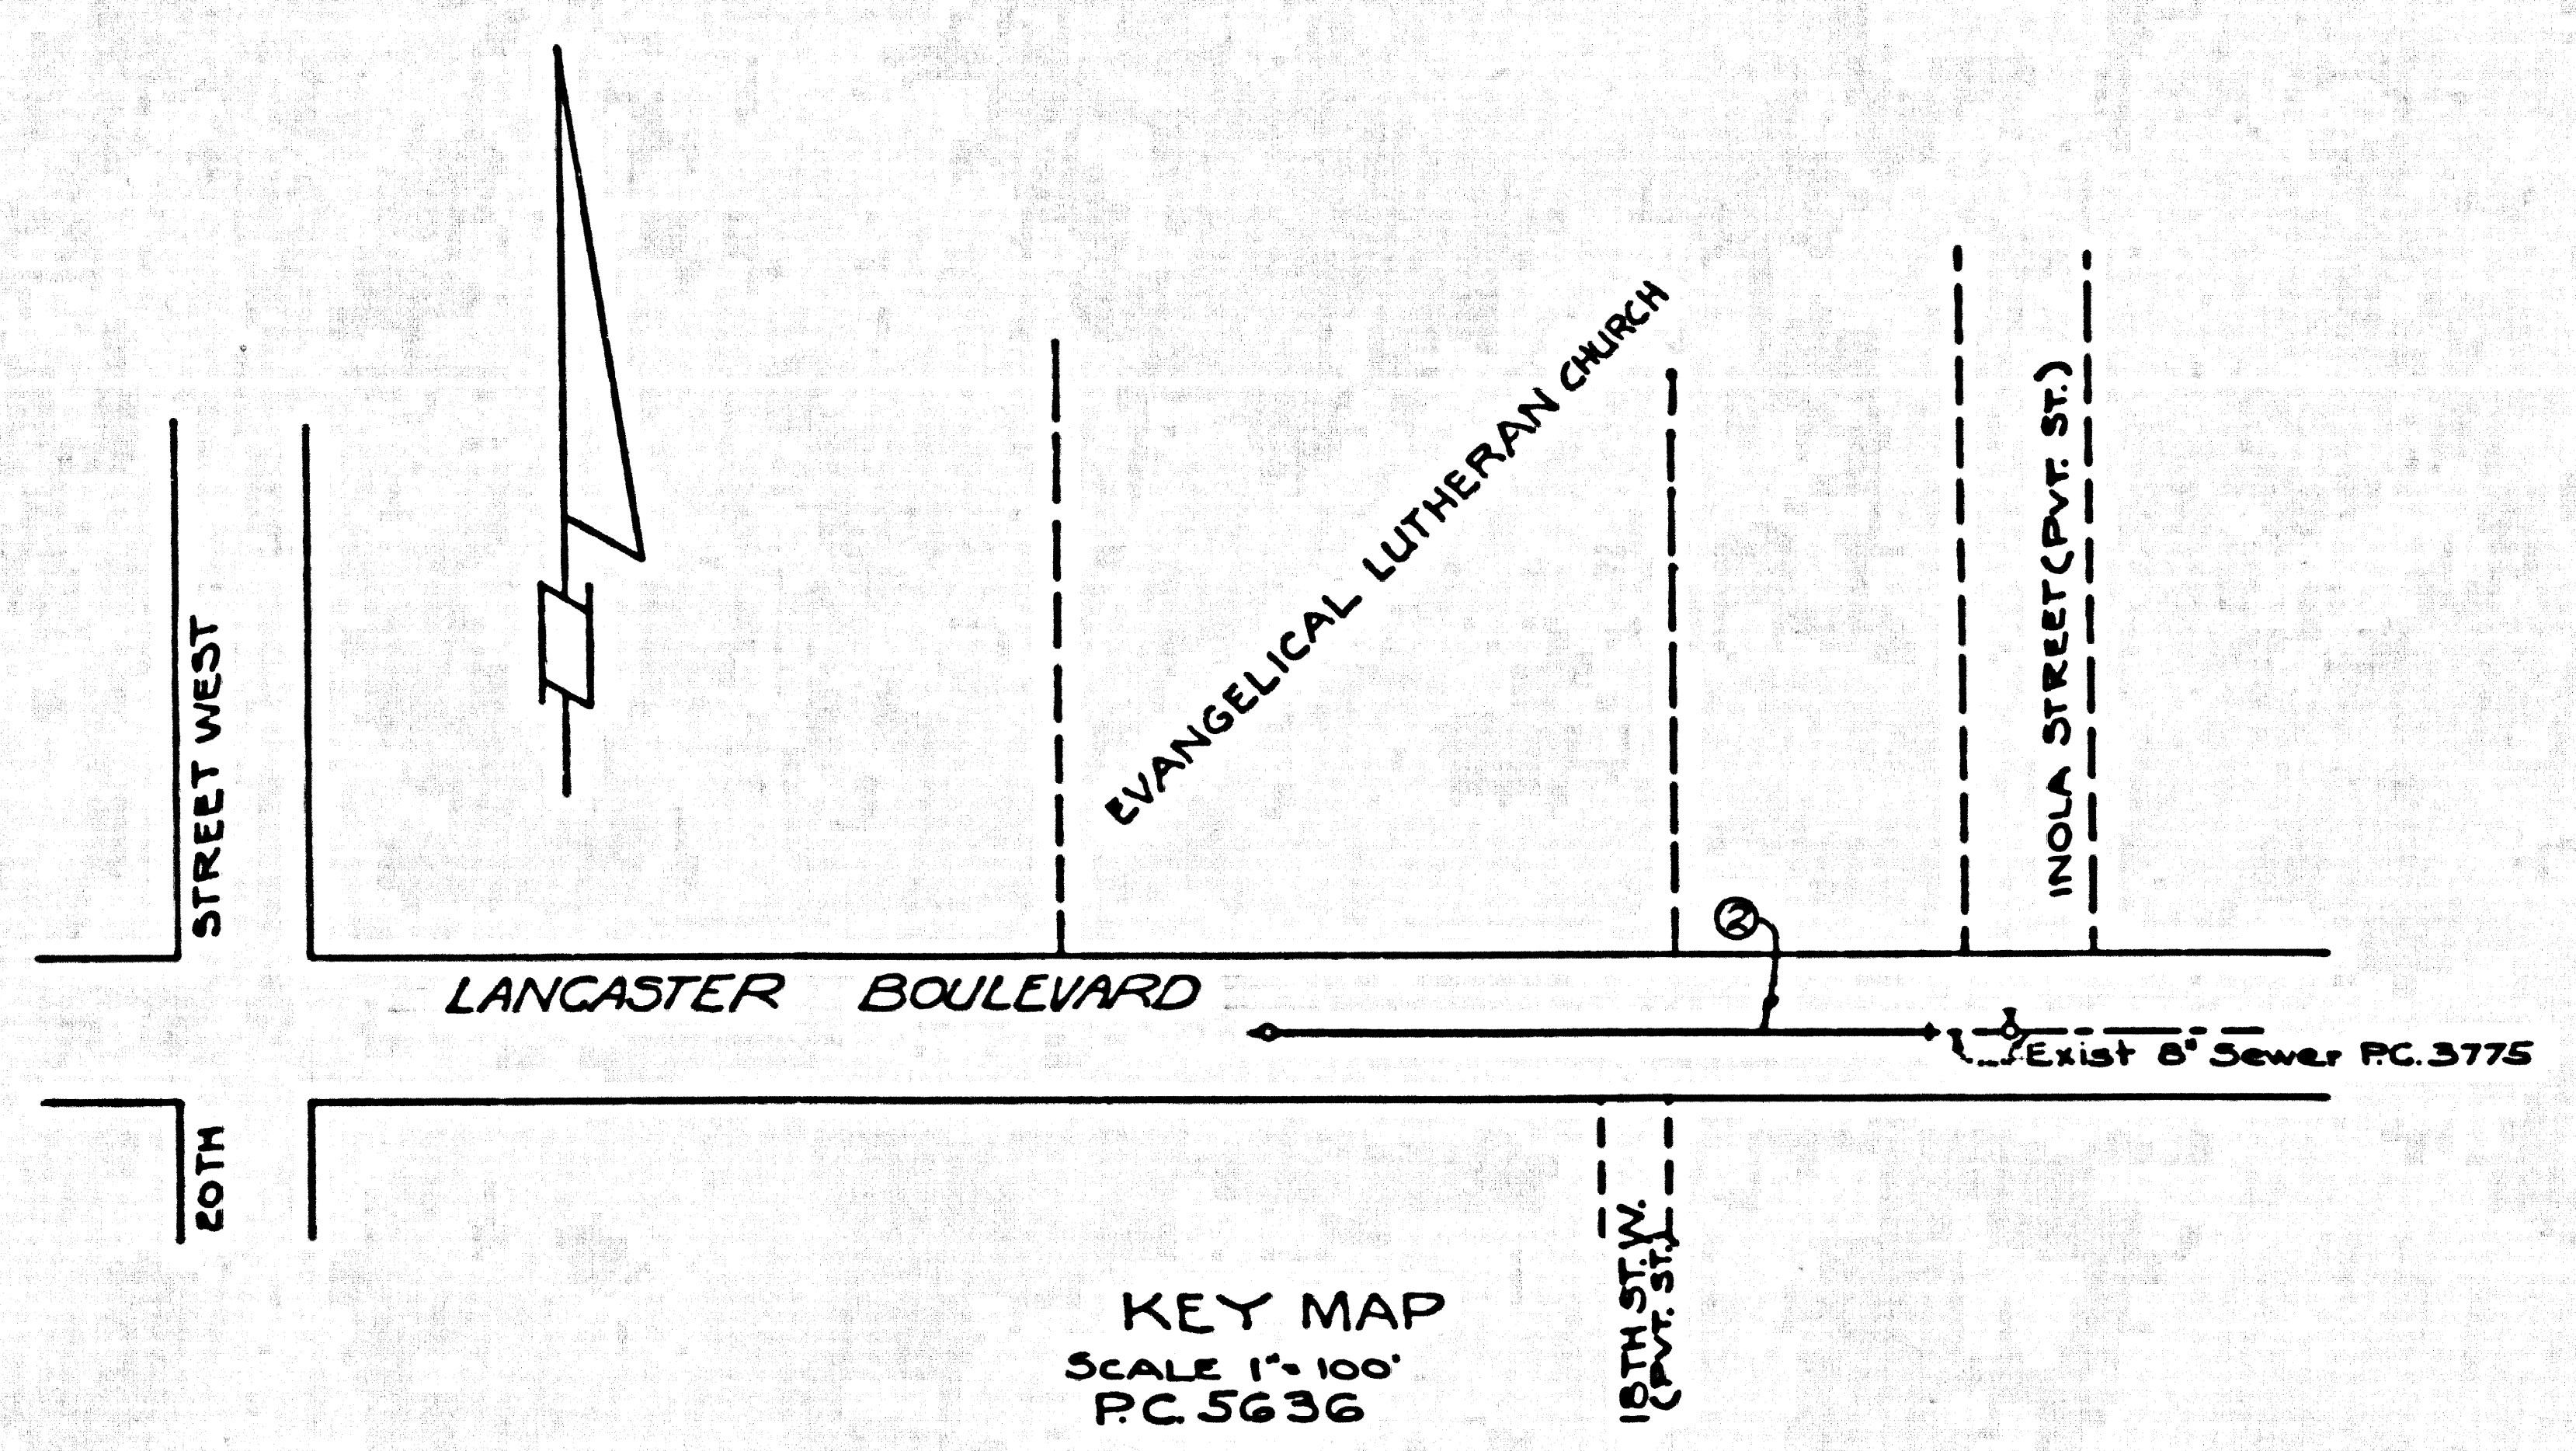 EVANGELICAL LUTHERAN CHURCH
STREET WEST
20TH
INOLA STREET (PVT. ST.)
2
LANCASTER BOULEVARD
Exist 8" Sewer P.C. 3775
18TH ST. W.
(PVT. ST.)
KEY MAP
SCALE 1"= 100'
P.C. 5636